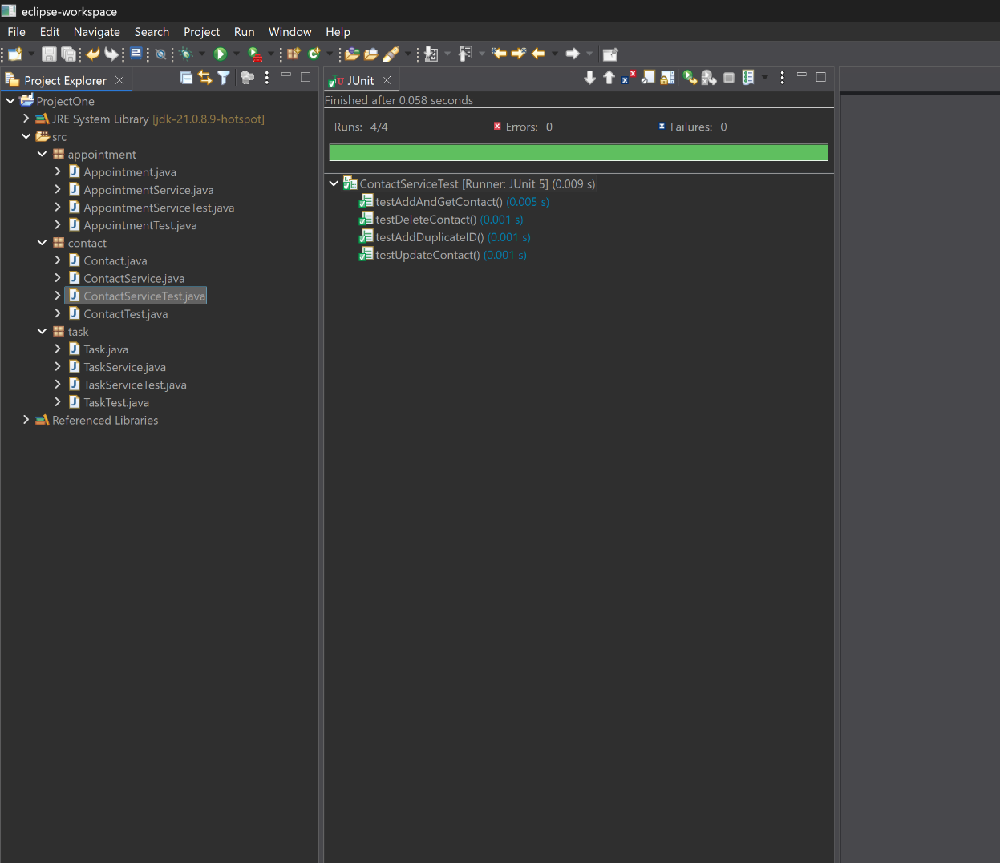 eclipse-workspace
File Edit Navigate Search Project Run Window Help
Project Explorer
ProjectOne
JRE System Library [jdk-21.0.8.9-hotspot]
src
appointment
Appointment.java
AppointmentService.java
AppointmentServiceTest.java
AppointmentTest.java
contact
Contact.java
ContactService.java
ContactServiceTest.java
ContactTest.java
task
Task.java
TaskService.java
TaskServiceTest.java
TaskTest.java
Referenced Libraries
JUnit
Finished after 0.058 seconds
Runs: 4/4 Errors: 0 Failures: 0
ContactServiceTest [Runner: JUnit 5] (0.009 s)
testAddAndGetContact() (0.005 s)
testDeleteContact() (0.001 s)
testAddDuplicateID() (0.001 s)
testUpdateContact() (0.001 s)